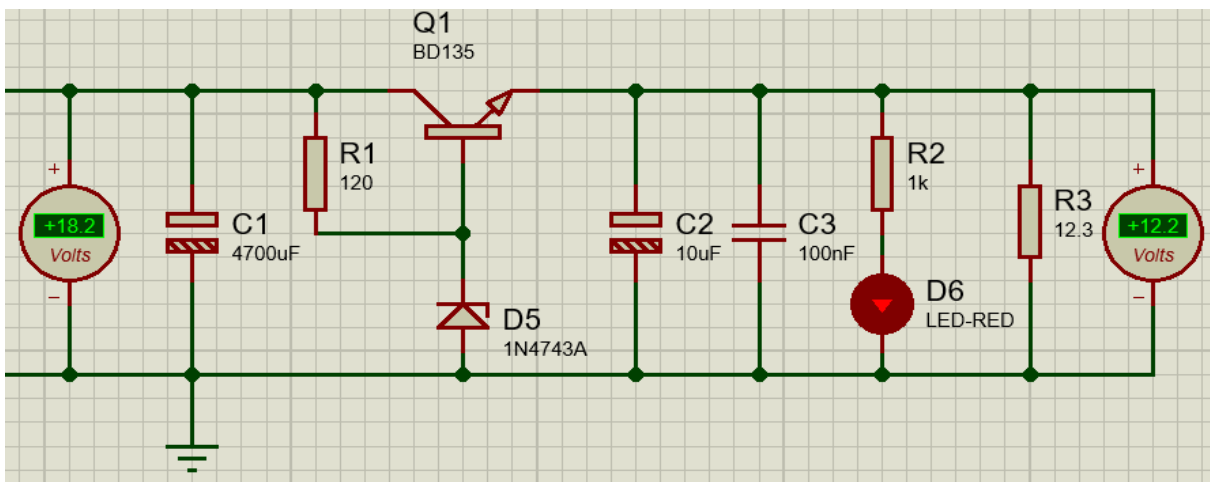 Q1
BD135
+
+18.2
Volts
−
C1
4700uF
R1
120
D5
1N4743A
C2
10uF
C3
100nF
R2
1k
D6
LED-RED
R3
12.3
+
+12.2
Volts
−